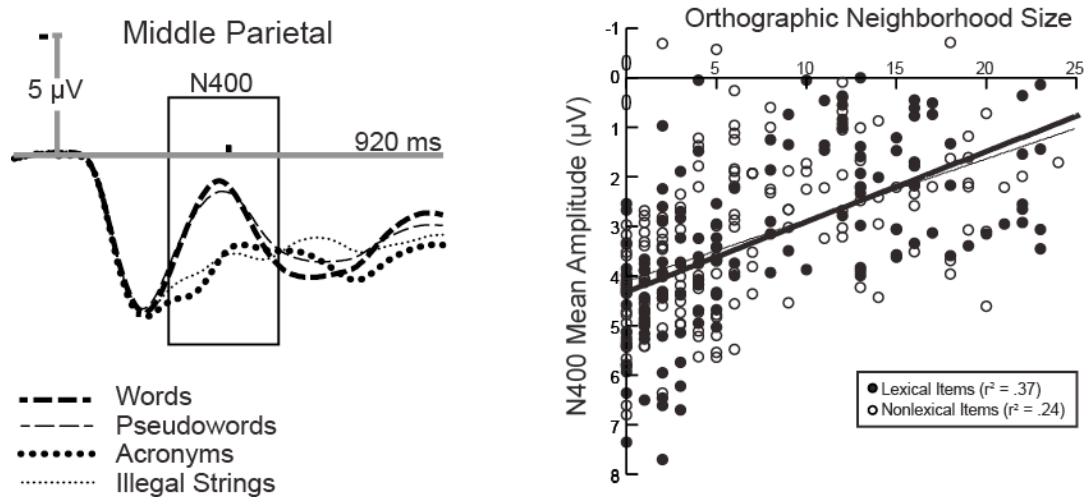 Middle Parietal
5 µV
N400
920 ms
Words
Pseudowords
Acronyms
Illegal Strings
Orthographic Neighborhood Size
N400 Mean Amplitude (µV)
-1
0
5
10
15
20
25
1
2
3
4
5
6
7
8
Lexical Items (r² = .37)
Nonlexical Items (r² = .24)